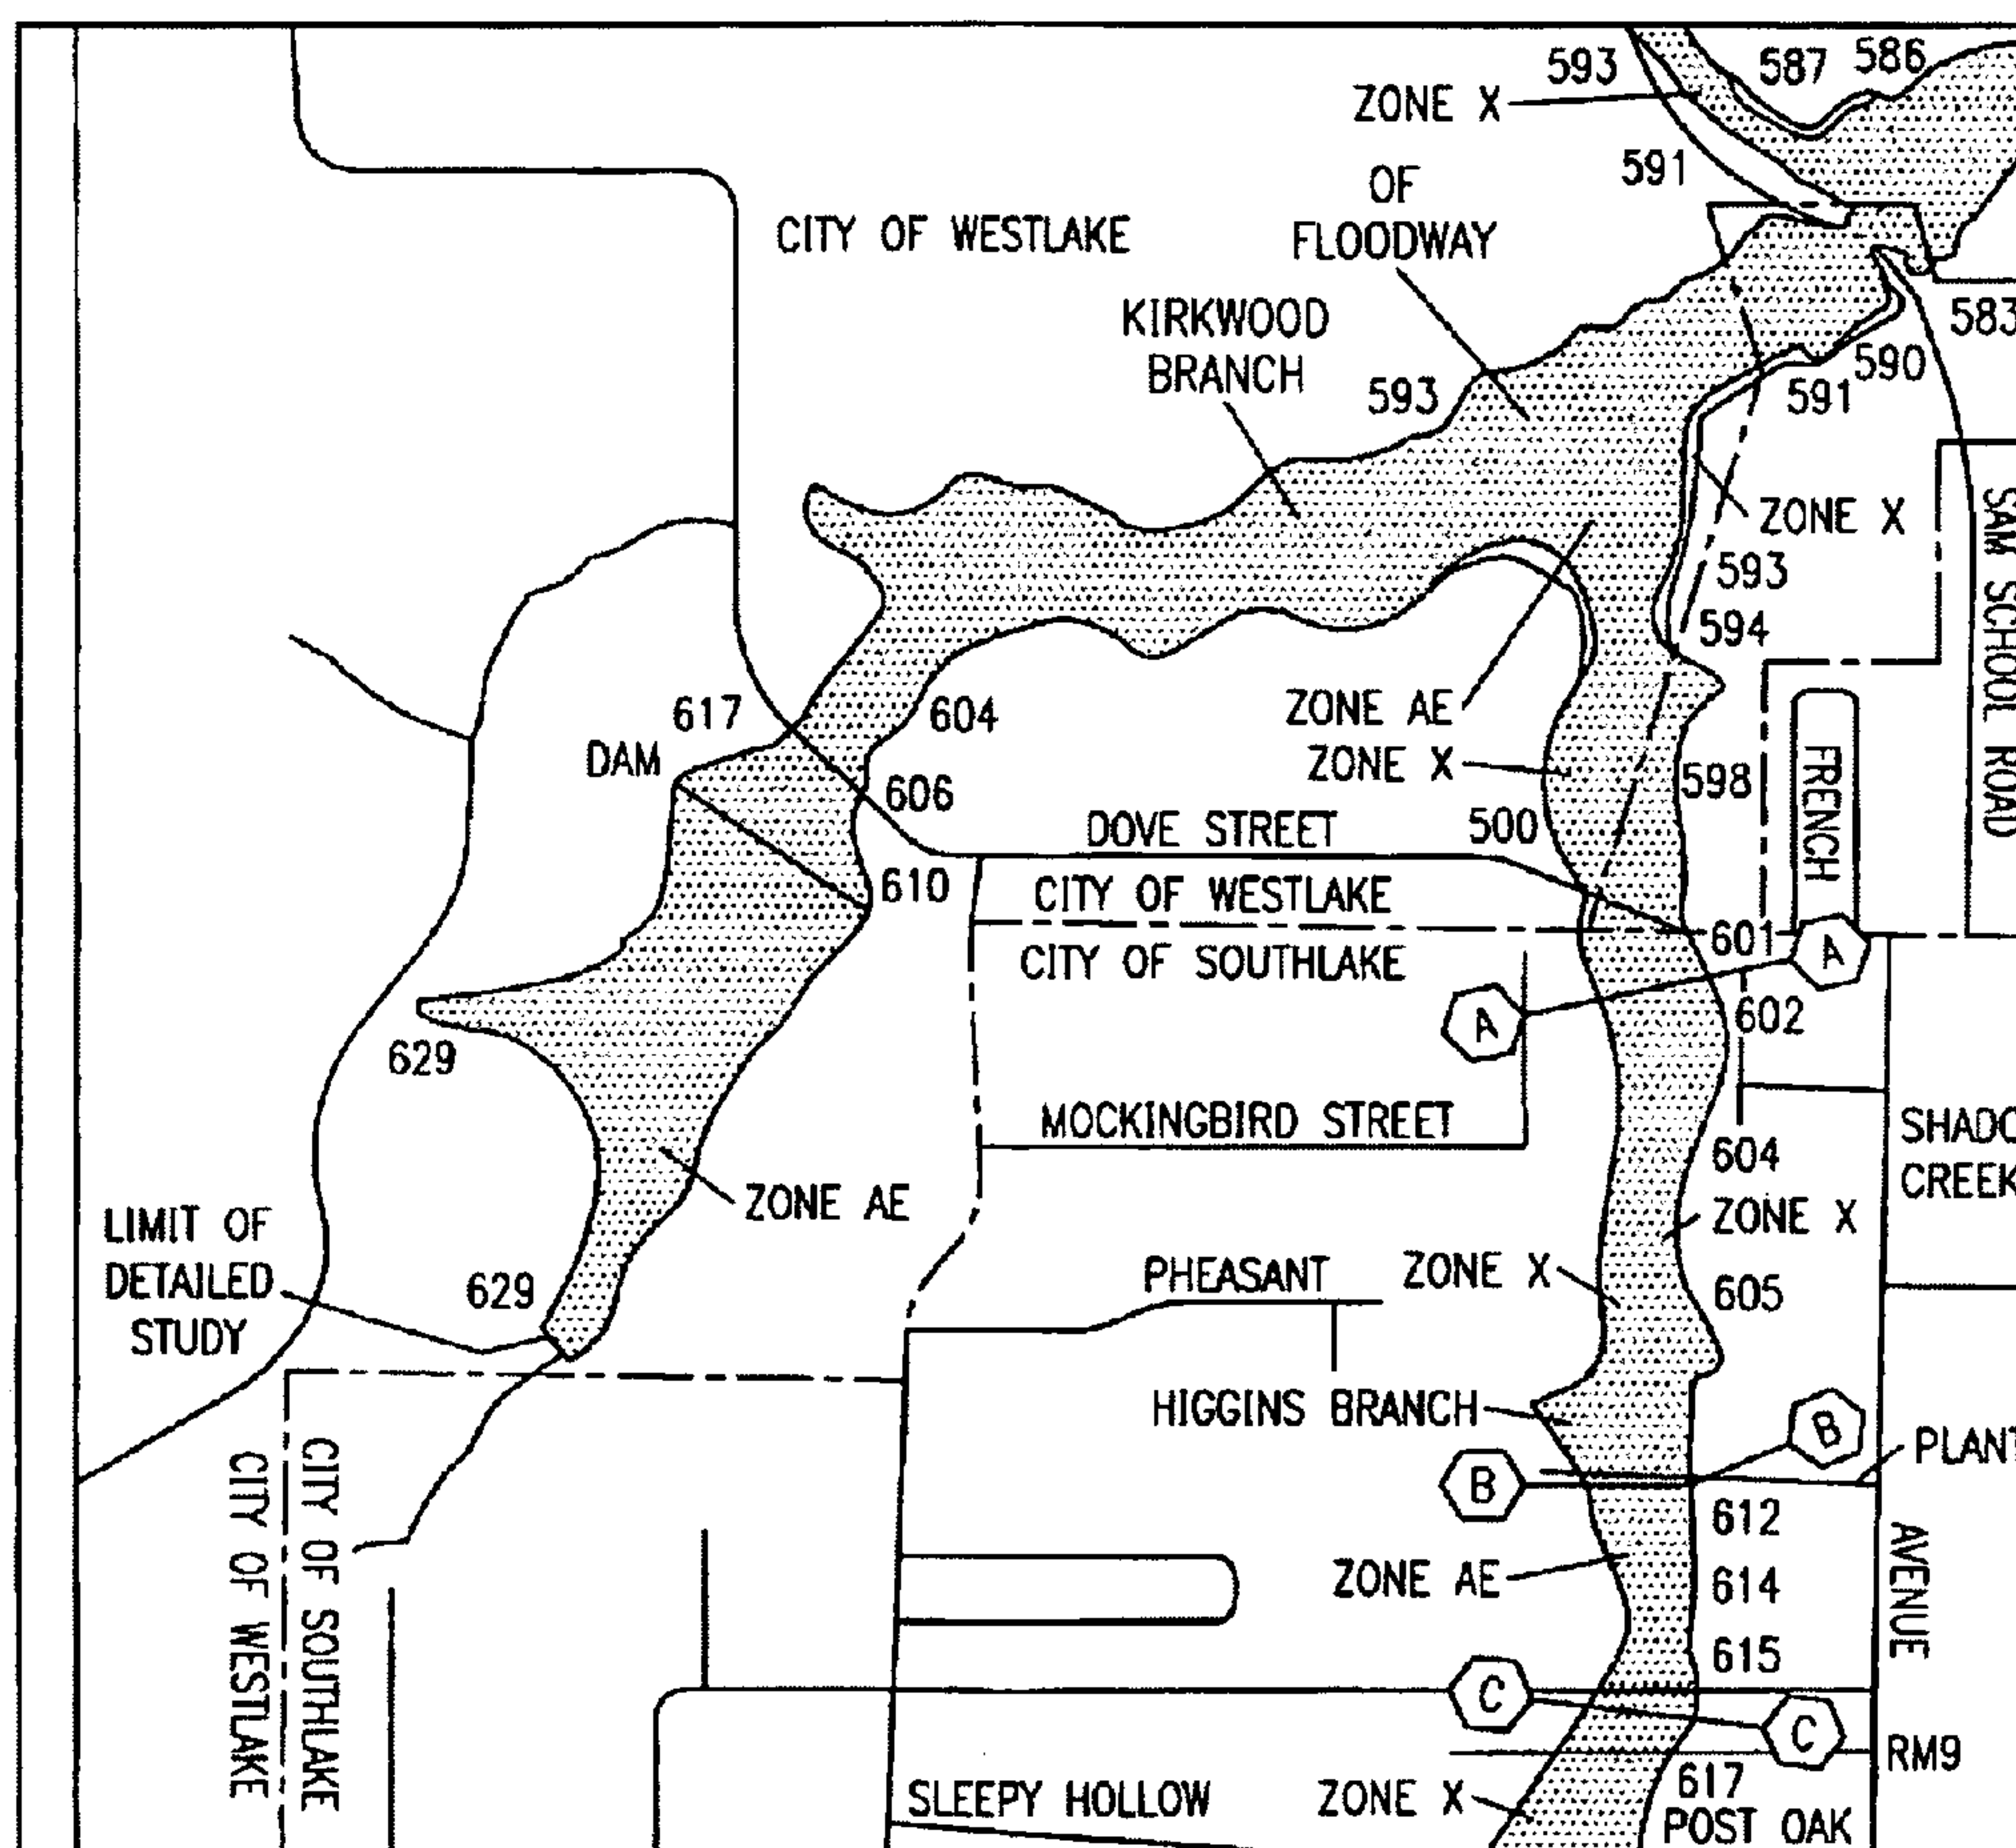 593
587
586
ZONE X
591
OF
FLOODWAY
CITY OF WESTLAKE
KIRKWOOD
BRANCH
583
590
591
593
ZONE X
SAM SCHOOL ROAD
593
594
ZONE AE
617
604
DAM
ZONE X
598
FRENCH
606
500
DOVE STREET
610
CITY OF WESTLAKE
601
A
CITY OF SOUTHLAKE
A
602
629
MOCKINGBIRD STREET
SHADO
CREEK
604
ZONE AE
ZONE X
LIMIT OF
DETAILED
STUDY
629
PHEASANT
ZONE X
605
HIGGINS BRANCH
B
PLANT
B
CITY OF SOUTHLAKE
CITY OF WESTLAKE
612
ZONE AE
614
AVENUE
615
C
C
RM9
617
SLEEPY HOLLOW
ZONE X
POST OAK